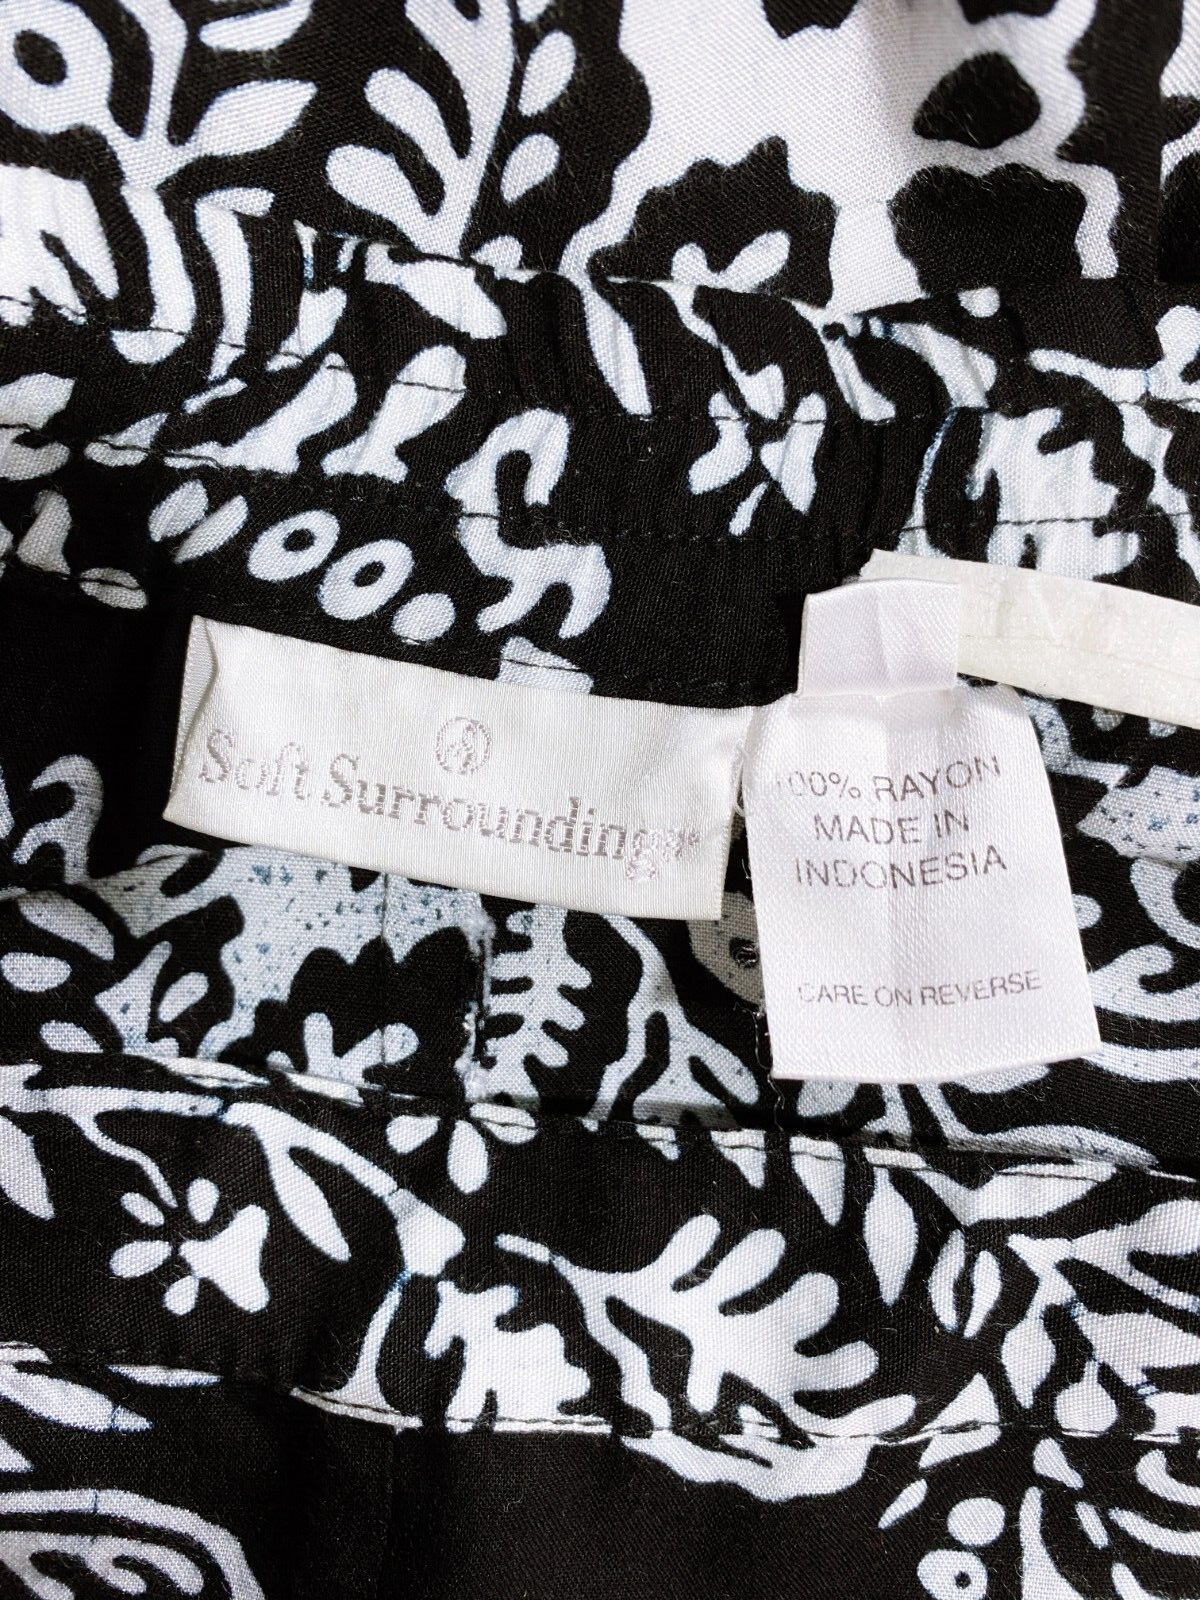 Soft Surroundings
100% RAYON
MADE IN
INDONESIA
CARE ON REVERSE